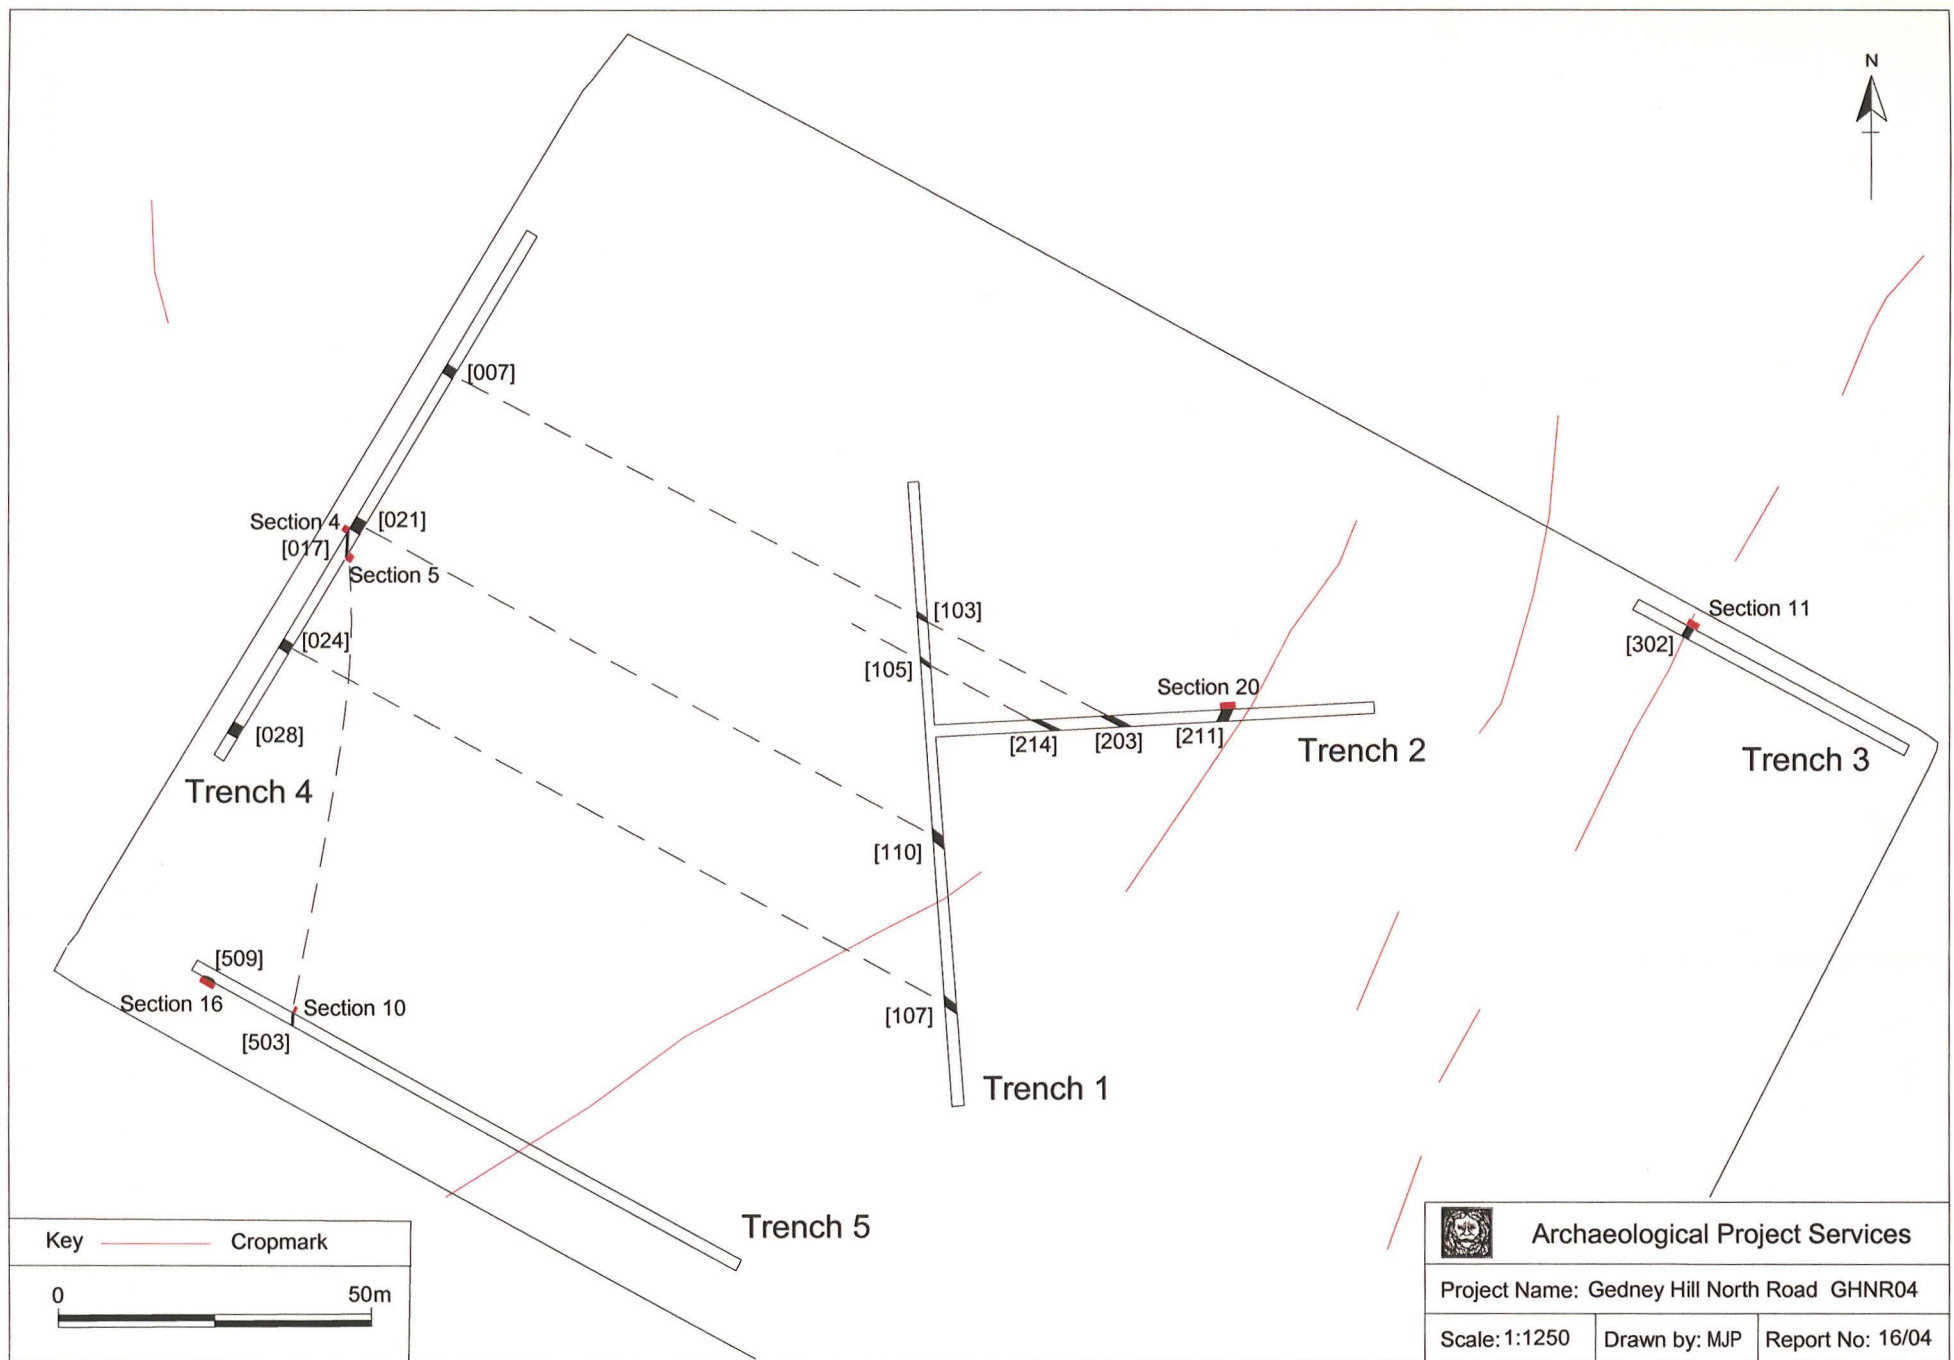 N
[007]
Section 4
[021]
[017]
Section 5
[024]
[028]
Trench 4
[103]
[105]
Section 20
[214]
[203]
[211]
Trench 2
Section 11
[302]
Trench 3
[110]
[107]
Trench 1
[509]
Section 16
Section 10
[503]
Trench 5
Key
Cropmark
0
50m
Archaeological Project Services
Project Name: Gedney Hill North Road GHNR04
Scale: 1:1250
Drawn by: MJP
Report No: 16/04